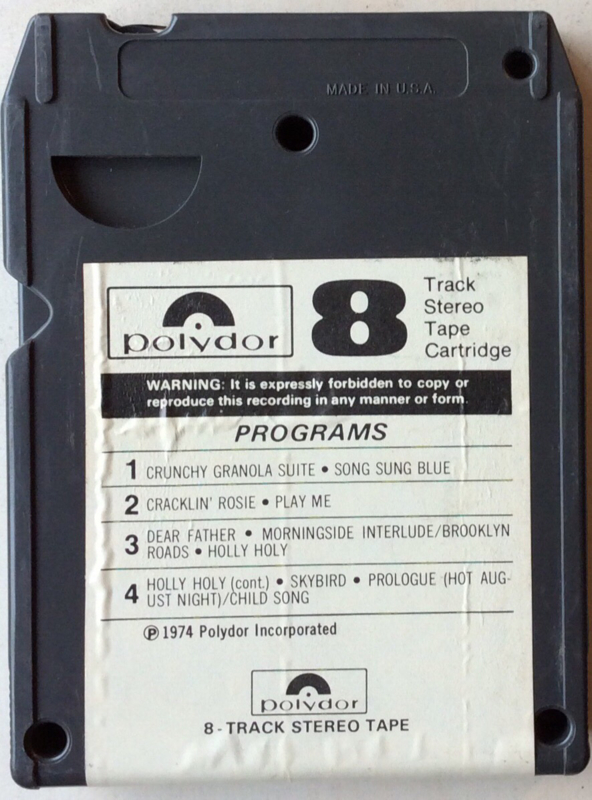 MADE IN U.S.A.
polydor
8
Track
Stereo
Tape
Cartridge
WARNING: It is expressly forbidden to copy or
reproduce this recording in any manner or form.
PROGRAMS
1 CRUNCHY GRANOLA SUITE • SONG SUNG BLUE
2 CRACKLIN' ROSIE • PLAY ME
3 DEAR FATHER • MORNINGSIDE INTERLUDE/BROOKLYN
ROADS • HOLLY HOLY
4 HOLLY HOLY (cont.) • SKYBIRD • PROLOGUE (HOT AUG-
UST NIGHT)/CHILD SONG
℗ 1974 Polydor Incorporated
polydor
8-TRACK STEREO TAPE